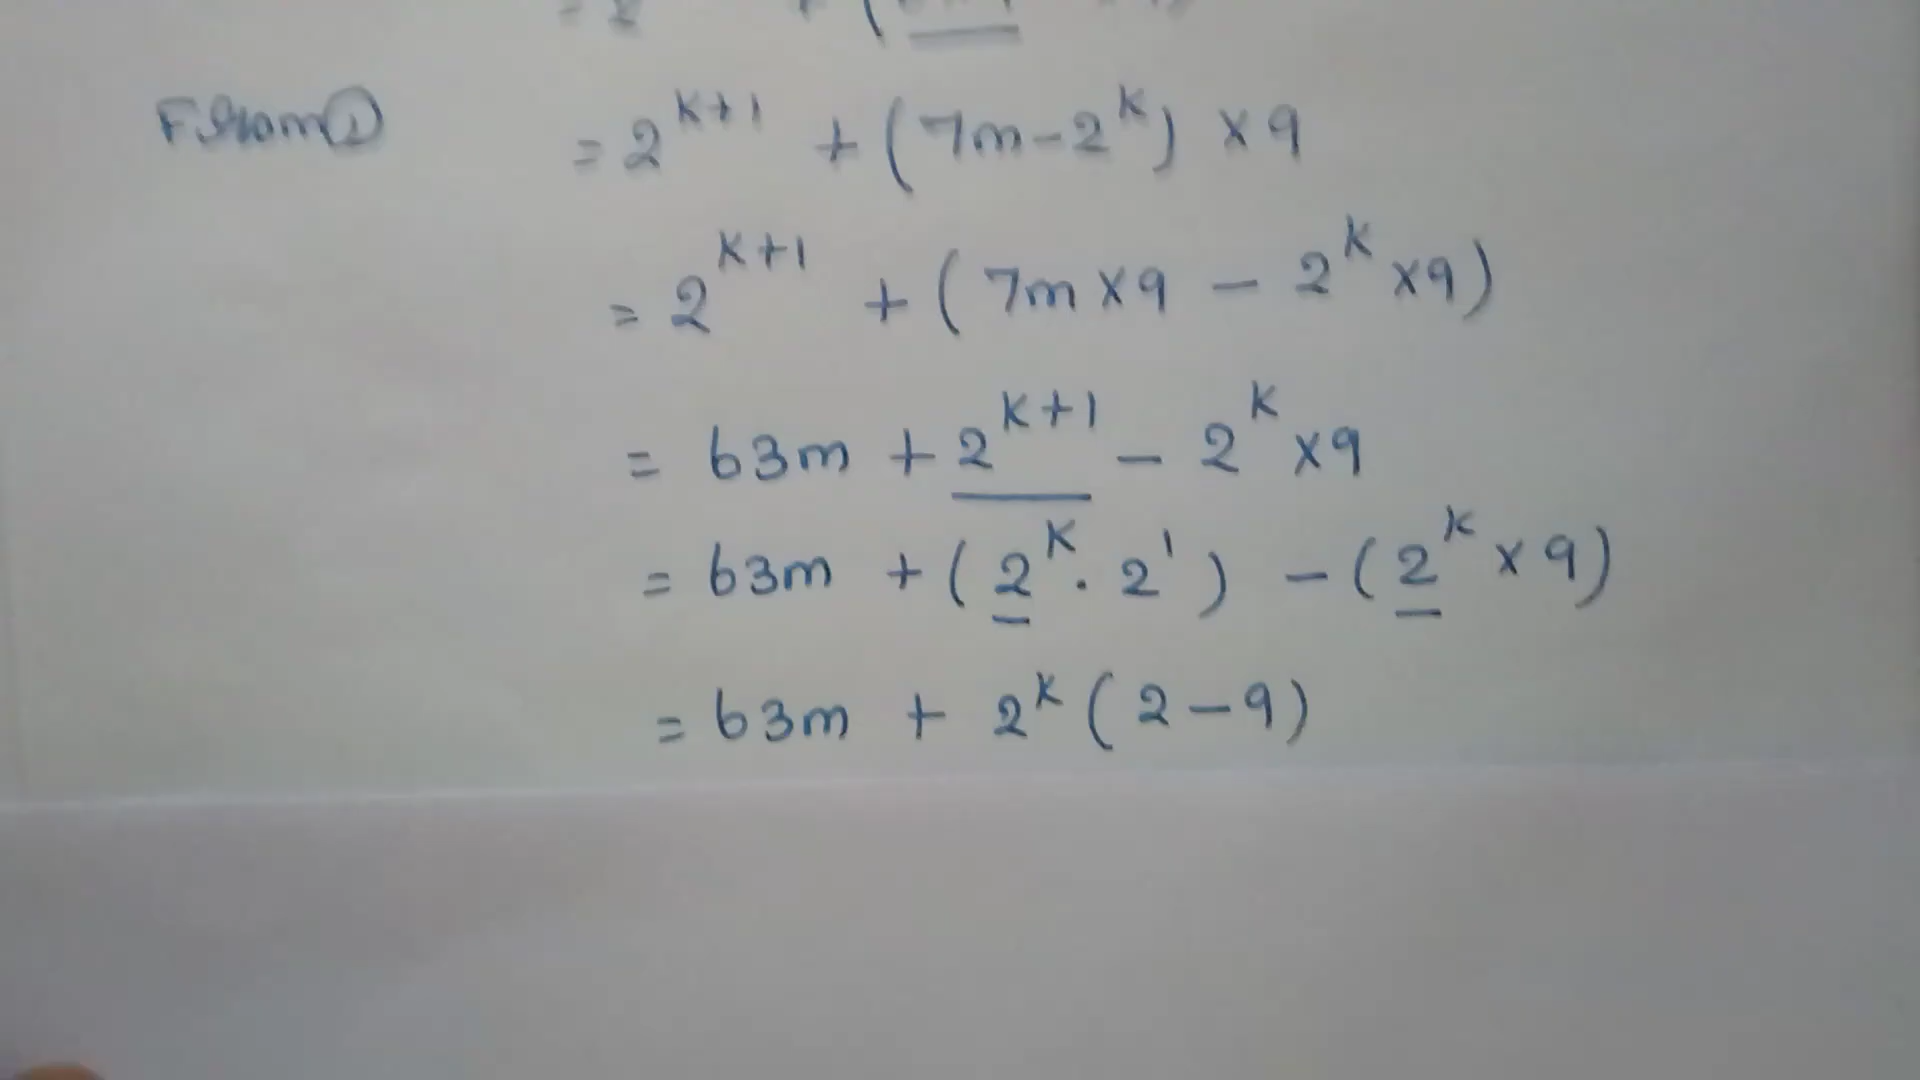 From ① = 2^{k+1} + (7m - 2^k) × 9
= 2^{k+1} + (7m × 9 - 2^k × 9)
= 63m + 2^{k+1} - 2^k × 9
= 63m + (2^k . 2^1) - (2^k × 9)
= 63m + 2^k (2 - 9)